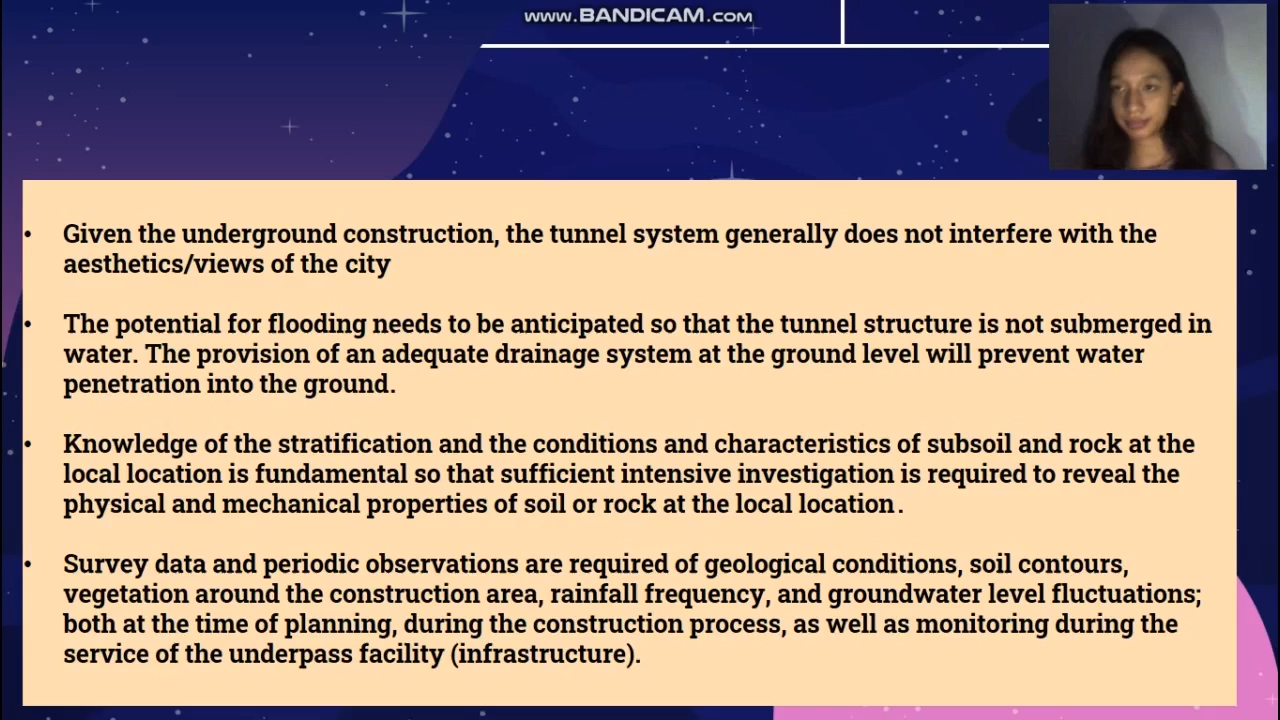 www.BANDICAM.com
• Given the underground construction, the tunnel system generally does not interfere with the
aesthetics/views of the city
• The potential for flooding needs to be anticipated so that the tunnel structure is not submerged in
water. The provision of an adequate drainage system at the ground level will prevent water
penetration into the ground.
• Knowledge of the stratification and the conditions and characteristics of subsoil and rock at the
local location is fundamental so that sufficient intensive investigation is required to reveal the
physical and mechanical properties of soil or rock at the local location.
• Survey data and periodic observations are required of geological conditions, soil contours,
vegetation around the construction area, rainfall frequency, and groundwater level fluctuations;
both at the time of planning, during the construction process, as well as monitoring during the
service of the underpass facility (infrastructure).